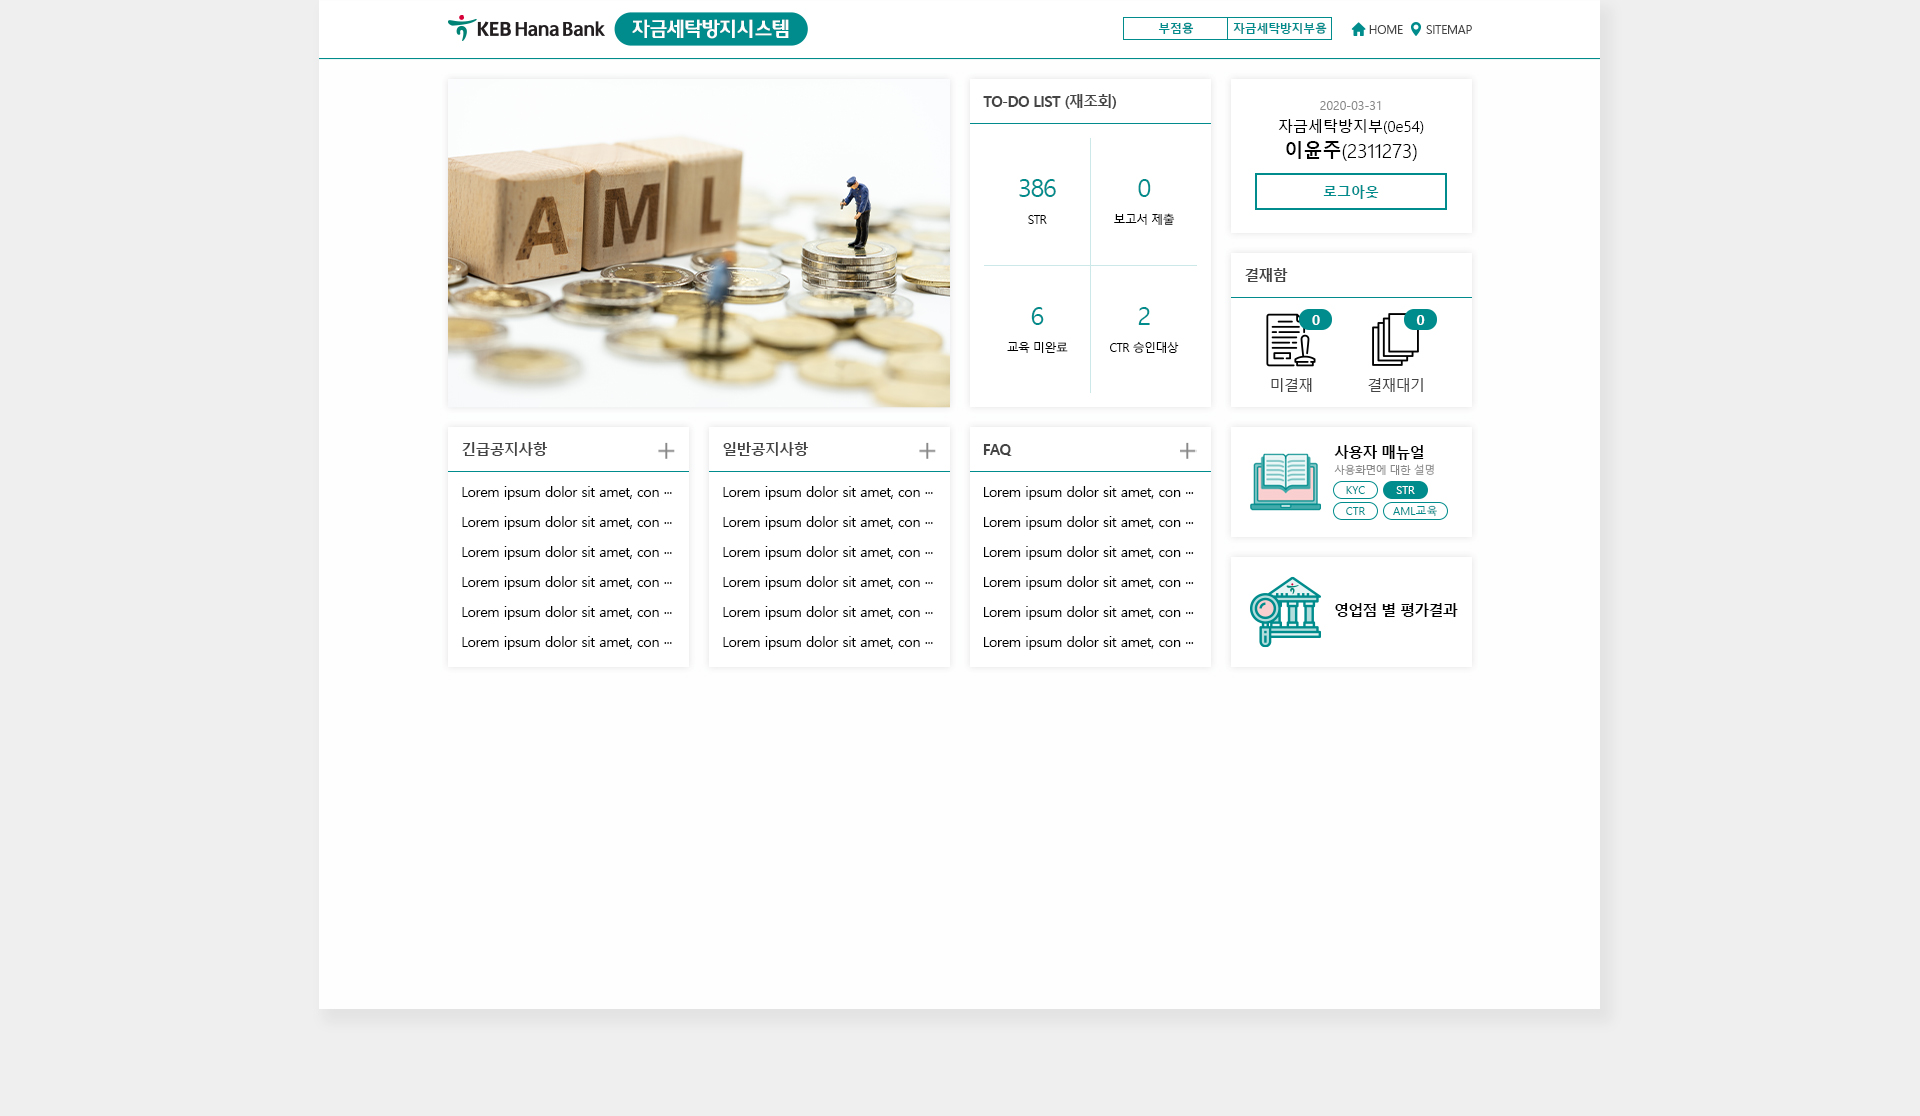 KEB Hana Bank 자금세탁방지시스템
부점용 자금세탁방지부용 HOME SITEMAP
AML
TO-DO LIST (재조회)
386
STR
0
보고서 제출
6
교육 미완료
2
CTR 승인대상
2020-03-31
자금세탁방지부(0e54)
이윤주(2311273)
로그아웃
결재함
0
미결재
0
결재대기
긴급공지사항
Lorem ipsum dolor sit amet, con ···
Lorem ipsum dolor sit amet, con ···
Lorem ipsum dolor sit amet, con ···
Lorem ipsum dolor sit amet, con ···
Lorem ipsum dolor sit amet, con ···
Lorem ipsum dolor sit amet, con ···
일반공지사항
Lorem ipsum dolor sit amet, con ···
Lorem ipsum dolor sit amet, con ···
Lorem ipsum dolor sit amet, con ···
Lorem ipsum dolor sit amet, con ···
Lorem ipsum dolor sit amet, con ···
Lorem ipsum dolor sit amet, con ···
FAQ
Lorem ipsum dolor sit amet, con ···
Lorem ipsum dolor sit amet, con ···
Lorem ipsum dolor sit amet, con ···
Lorem ipsum dolor sit amet, con ···
Lorem ipsum dolor sit amet, con ···
Lorem ipsum dolor sit amet, con ···
사용자 매뉴얼
사용화면에 대한 설명
KYC STR
CTR AML교육
영업점 별 평가결과